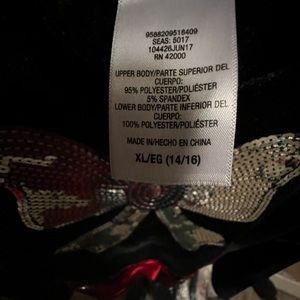 9588209518409
SEAS: 5017
104426JUN17
RN 42000
UPPER BODY/PARTE SUPERIOR DEL
CUERPO:
95% POLYESTER/POLIÉSTER
5% SPANDEX
LOWER BODY/PARTE INFERIOR DEL
CUERPO:
100% POLYESTER/POLIÉSTER
MADE IN/HECHO EN CHINA
XL/EG (14/16)